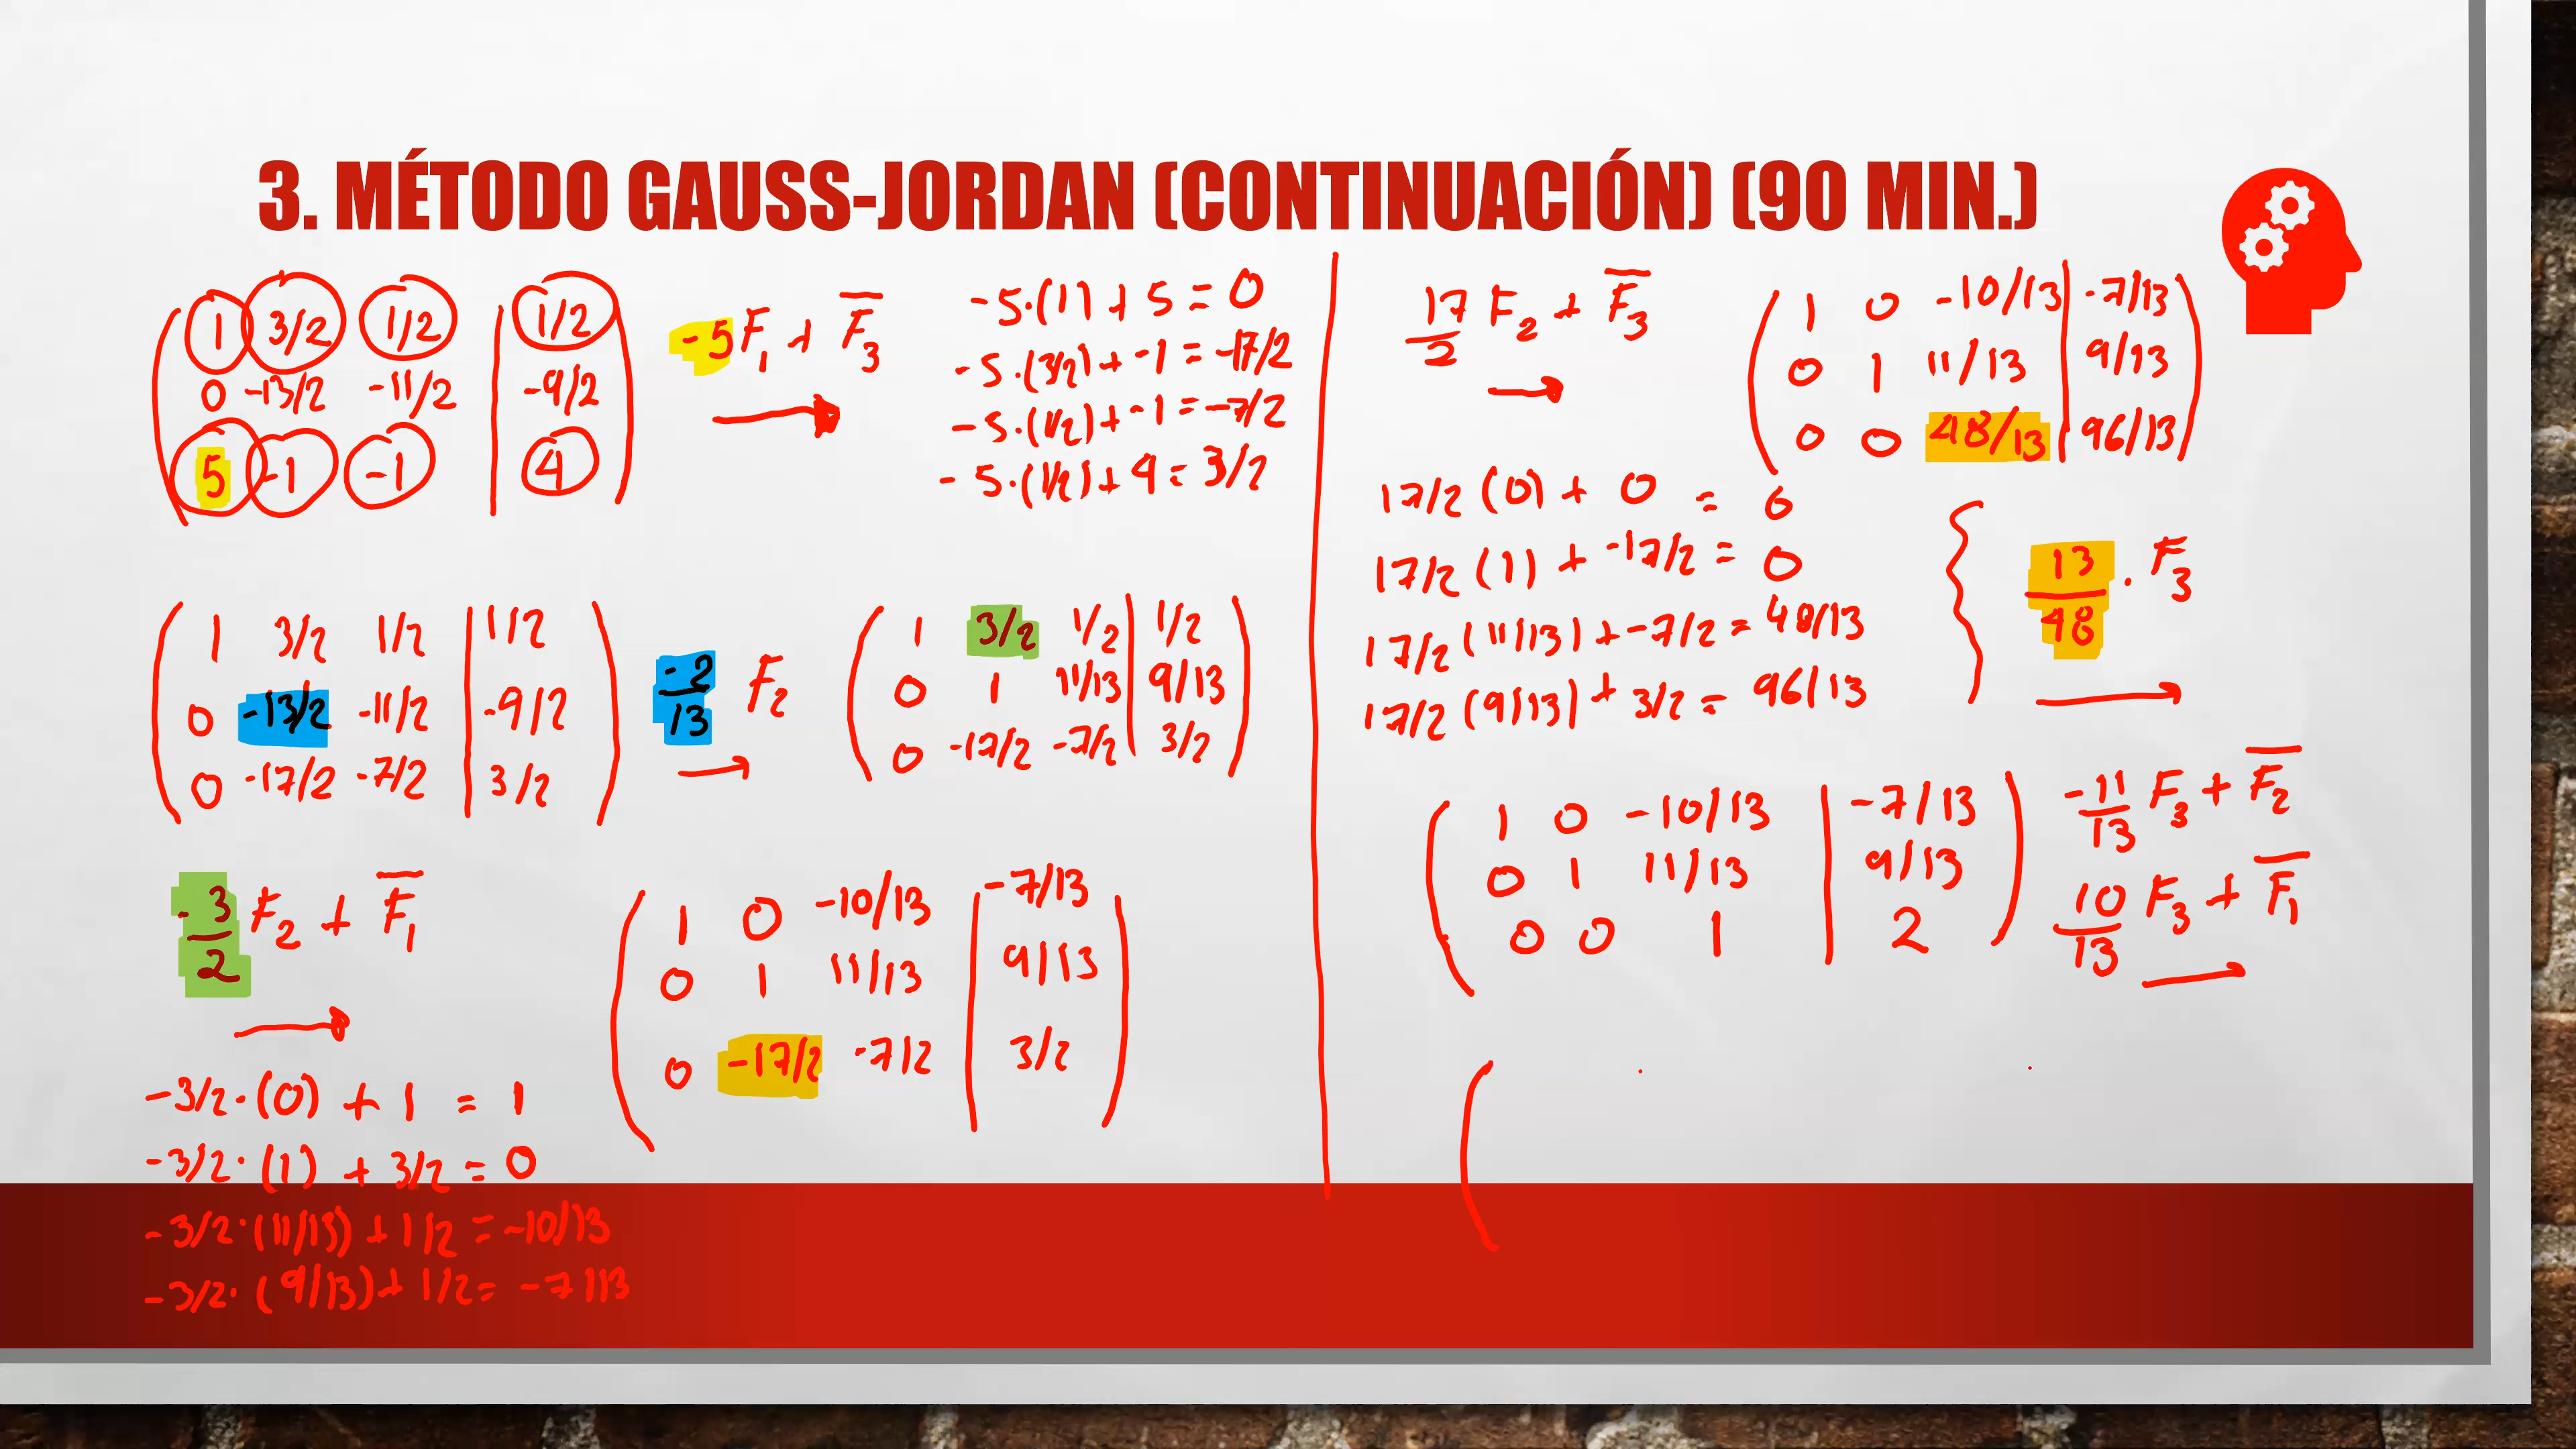 3. MÉTODO GAUSS-JORDAN (CONTINUACIÓN) (90 MIN.)
1 3/2 1/2 | 1/2
0 -13/2 -11/2 | -9/2
5 -1 -1 | 4
-5F₁ + F̅₃
-5·(1) + 5 = 0
-5·(3/2) + -1 = -17/2
-5·(1/2) + -1 = -7/2
-5·(1/2) + 4 = 3/2
1 3/2 1/2 | 1/2
0 -13/2 -11/2 | -9/2
0 -17/2 -7/2 | 3/2
-2/13 F₂
1 3/2 1/2 | 1/2
0 1 11/13 | 9/13
0 -17/2 -7/2 | 3/2
-3/2 F₂ + F̅₁
-3/2·(0) + 1 = 1
-3/2·(1) + 3/2 = 0
-3/2·(11/13) + 1/2 = -10/13
-3/2·(9/13) + 1/2 = -7/13
1 0 -10/13 | -7/13
0 1 11/13 | 9/13
0 -17/2 -7/2 | 3/2
17/2 F₂ + F̅₃
1 0 -10/13 | -7/13
0 1 11/13 | 9/13
0 0 48/13 | 96/13
17/2 (0) + 0 = 0
17/2 (1) + -17/2 = 0
17/2 (11/13) + -7/2 = 48/13
17/2 (9/13) + 3/2 = 96/13
13/48 · F₃
1 0 -10/13 | -7/13
0 1 11/13 | 9/13
0 0 1 | 2
-11/13 F₃ + F̅₂
10/13 F₃ + F̅₁
(